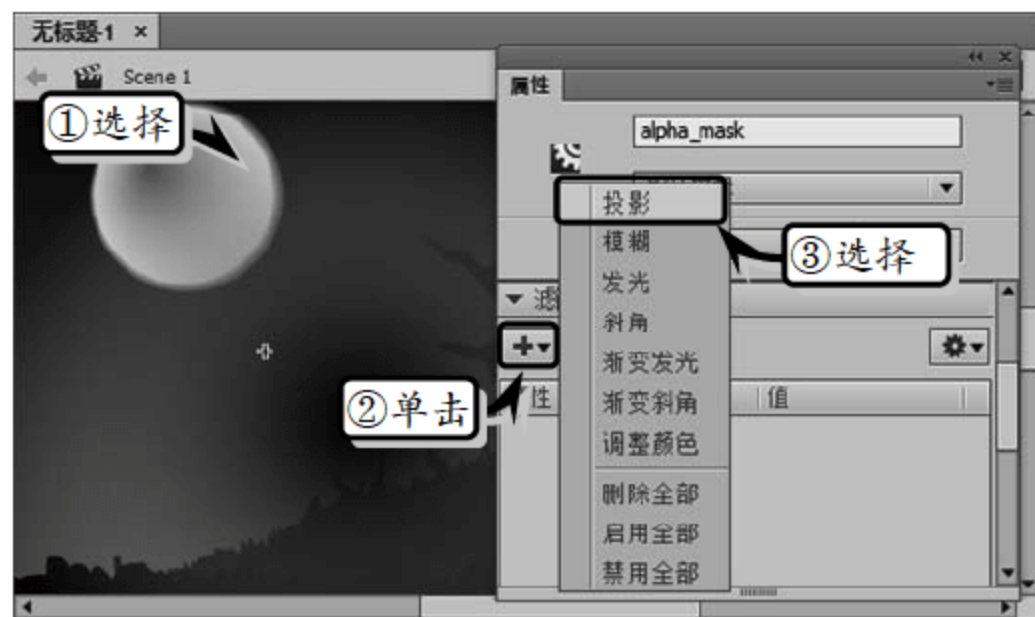 无标题-1 ×
Scene 1
①选择
属性
alpha_mask
投影
③选择
模糊
发光
斜角
渐变发光
渐变斜角
调整颜色
删除全部
启用全部
禁用全部
滤
②单击
性
值